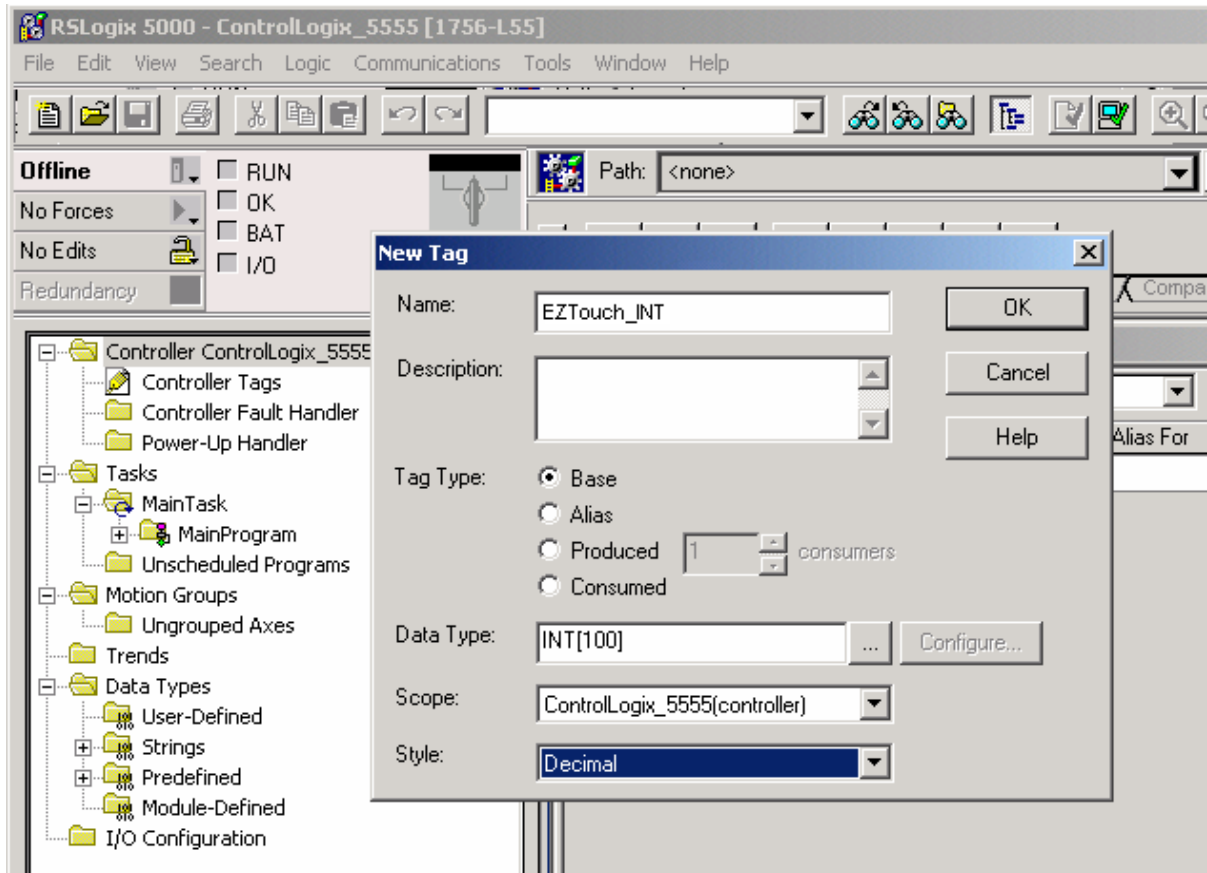 RSLogix 5000 - ControlLogix_5555 [1756-L55]
File Edit View Search Logic Communications Tools Window Help
Offline
RUN
No Forces
OK
No Edits
BAT
Redundancy
I/O
Path: <none>
New Tag
Name: EZTouch_INT
OK
Description:
Cancel
Help
Tag Type:
Base
Alias
Produced 1 consumers
Consumed
Data Type: INT[100] ... Configure...
Scope: ControlLogix_5555(controller)
Style: Decimal
Controller ControlLogix_5555
Controller Tags
Controller Fault Handler
Power-Up Handler
Tasks
MainTask
MainProgram
Unscheduled Programs
Motion Groups
Ungrouped Axes
Trends
Data Types
User-Defined
Strings
Predefined
Module-Defined
I/O Configuration
Compa
Alias For